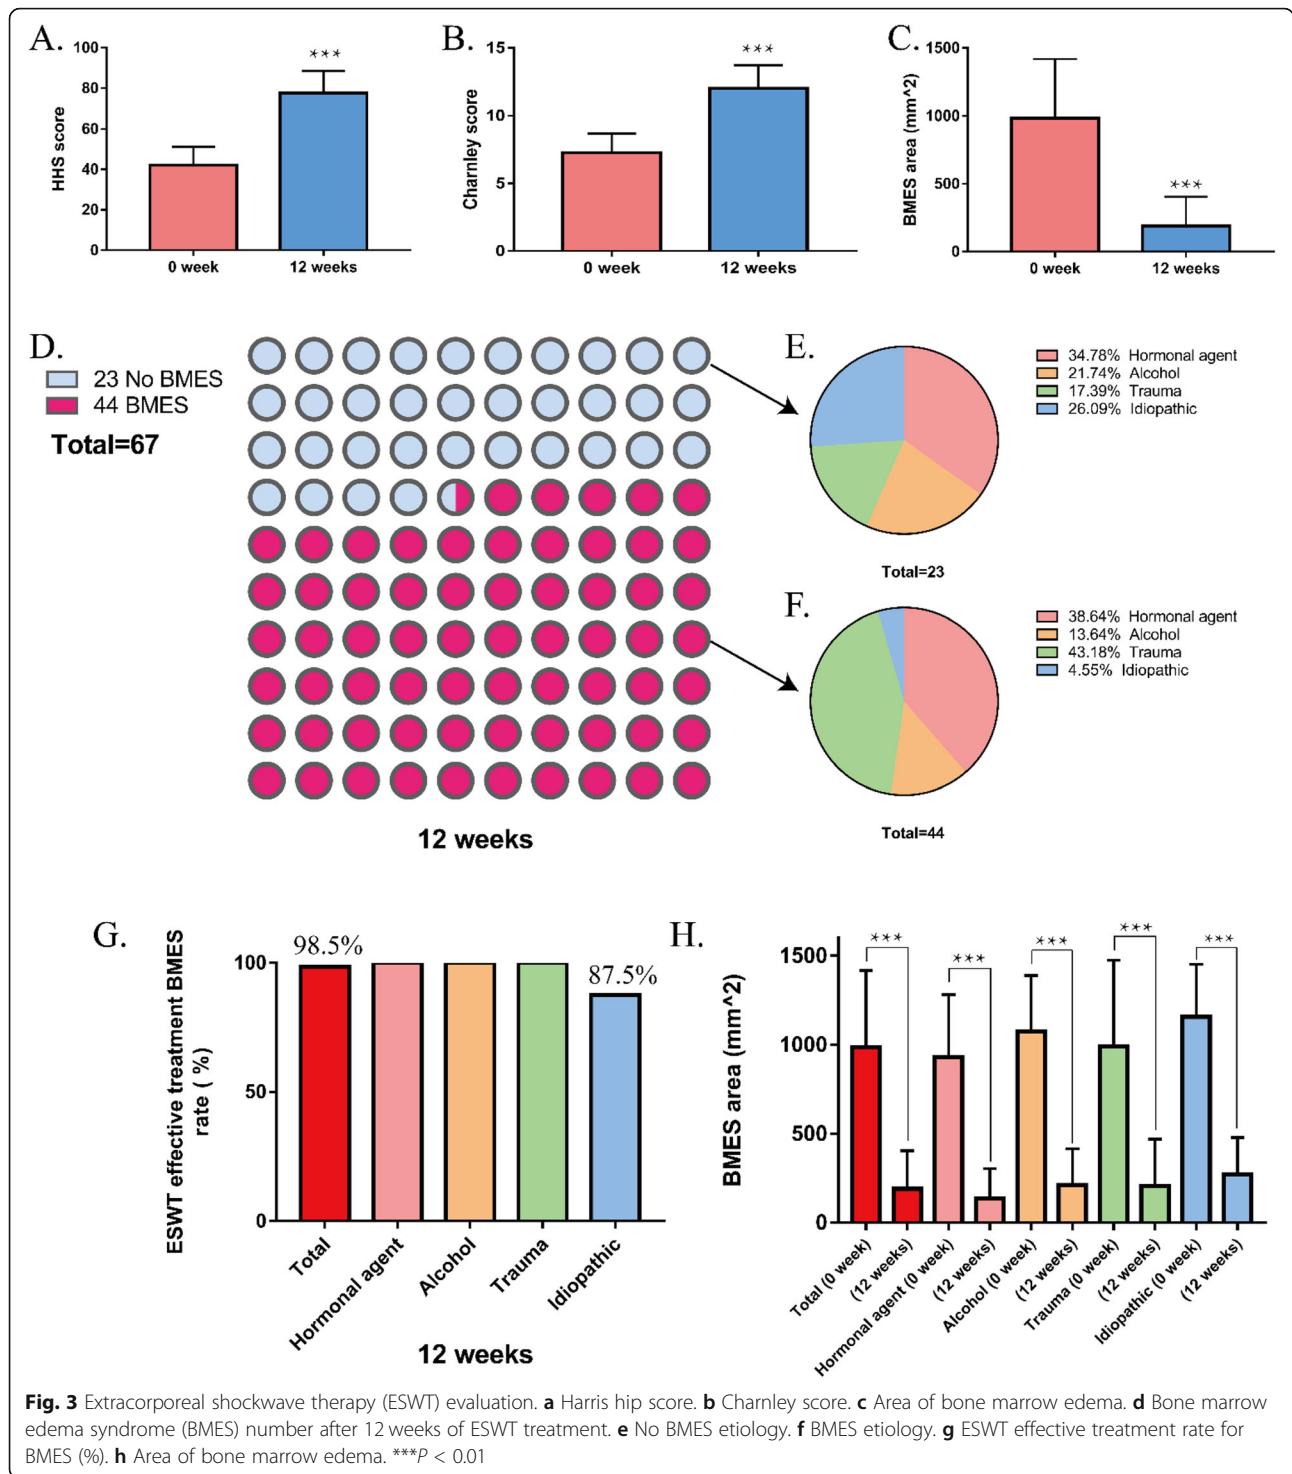 A.
HHS score
100
80
60
40
20
0
***
0 week
12 weeks
B.
Charnley score
15
10
5
0
***
0 week
12 weeks
C.
BMES area (mm^2)
1500
1000
500
0
***
0 week
12 weeks
D.
23 No BMES
44 BMES
Total=67
12 weeks
E.
34.78% Hormonal agent
21.74% Alcohol
17.39% Trauma
26.09% Idiopathic
Total=23
F.
38.64% Hormonal agent
13.64% Alcohol
43.18% Trauma
4.55% Idiopathic
Total=44
G.
ESWT effective treatment BMES
rate ( %)
100
50
0
98.5%
87.5%
Total
Hormonal agent
Alcohol
Trauma
Idiopathic
12 weeks
H.
BMES area (mm^2)
1500
1000
500
0
***
***
***
***
***
Total (0 week)
(12 weeks)
Hormonal agent (0 week)
(12 weeks)
Alcohol (0 week)
(12 weeks)
Trauma (0 week)
(12 weeks)
Idiopathic (0 week)
(12 weeks)
Fig. 3 Extracorporeal shockwave therapy (ESWT) evaluation. a Harris hip score. b Charnley score. c Area of bone marrow edema. d Bone marrow
edema syndrome (BMES) number after 12 weeks of ESWT treatment. e No BMES etiology. f BMES etiology. g ESWT effective treatment rate for
BMES (%). h Area of bone marrow edema. ***P < 0.01